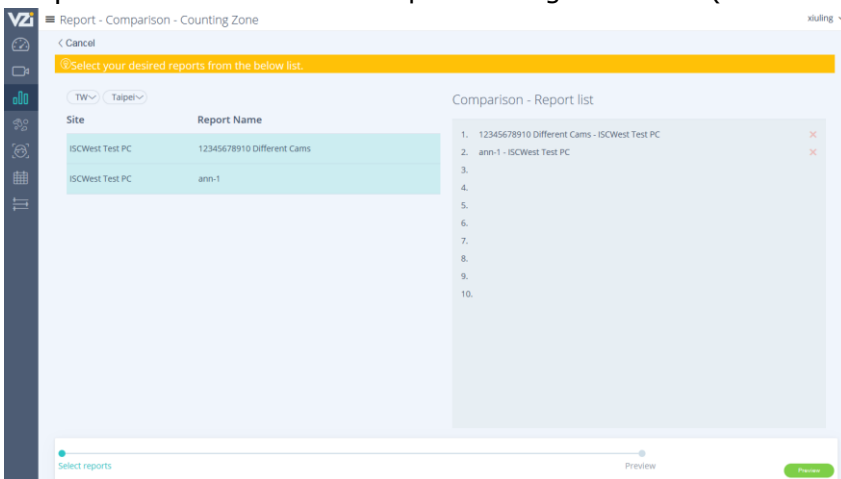 VZi
Report - Comparison - Counting Zone
xiuling
Cancel
Select your desired reports from the below list.
TW
Taipei
Site Report Name
ISCWest Test PC 12345678910 Different Cams
ISCWest Test PC ann-1
Comparison - Report list
1. 12345678910 Different Cams - ISCWest Test PC
2. ann-1 - ISCWest Test PC
3.
4.
5.
6.
7.
8.
9.
10.
Select reports
Preview
Preview